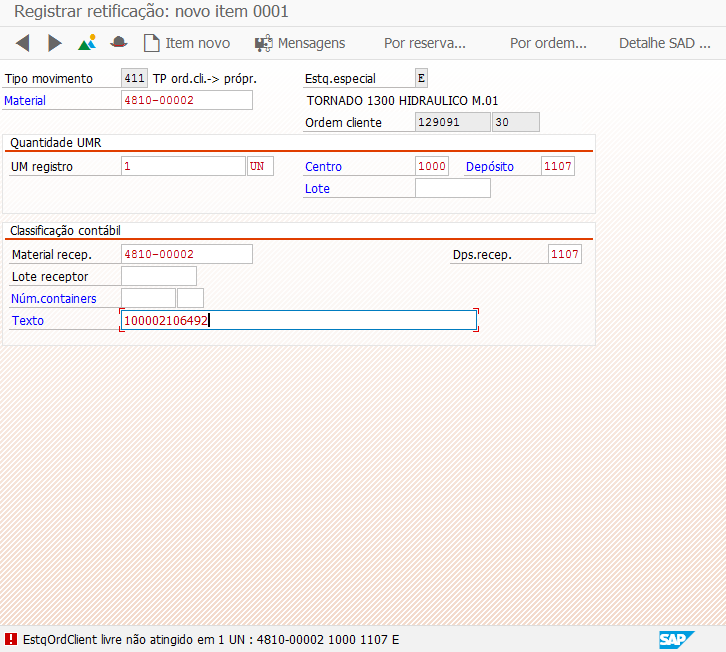 Registrar retificação: novo item 0001
Item novo Mensagens Por reserva... Por ordem... Detalhe SAD ...
Tipo movimento 411 TP ord.cli.-> própr. Estq.especial E
Material 4810-00002 TORNADO 1300 HIDRAULICO M.01
Ordem cliente 129091 30
Quantidade UMR
UM registro 1 UN Centro 1000 Depósito 1107
Lote
Classificação contábil
Material recep. 4810-00002 Dps.recep. 1107
Lote receptor
Núm.containers
Texto 100002106492
EstqOrdClient livre não atingido em 1 UN : 4810-00002 1000 1107 E
SAP